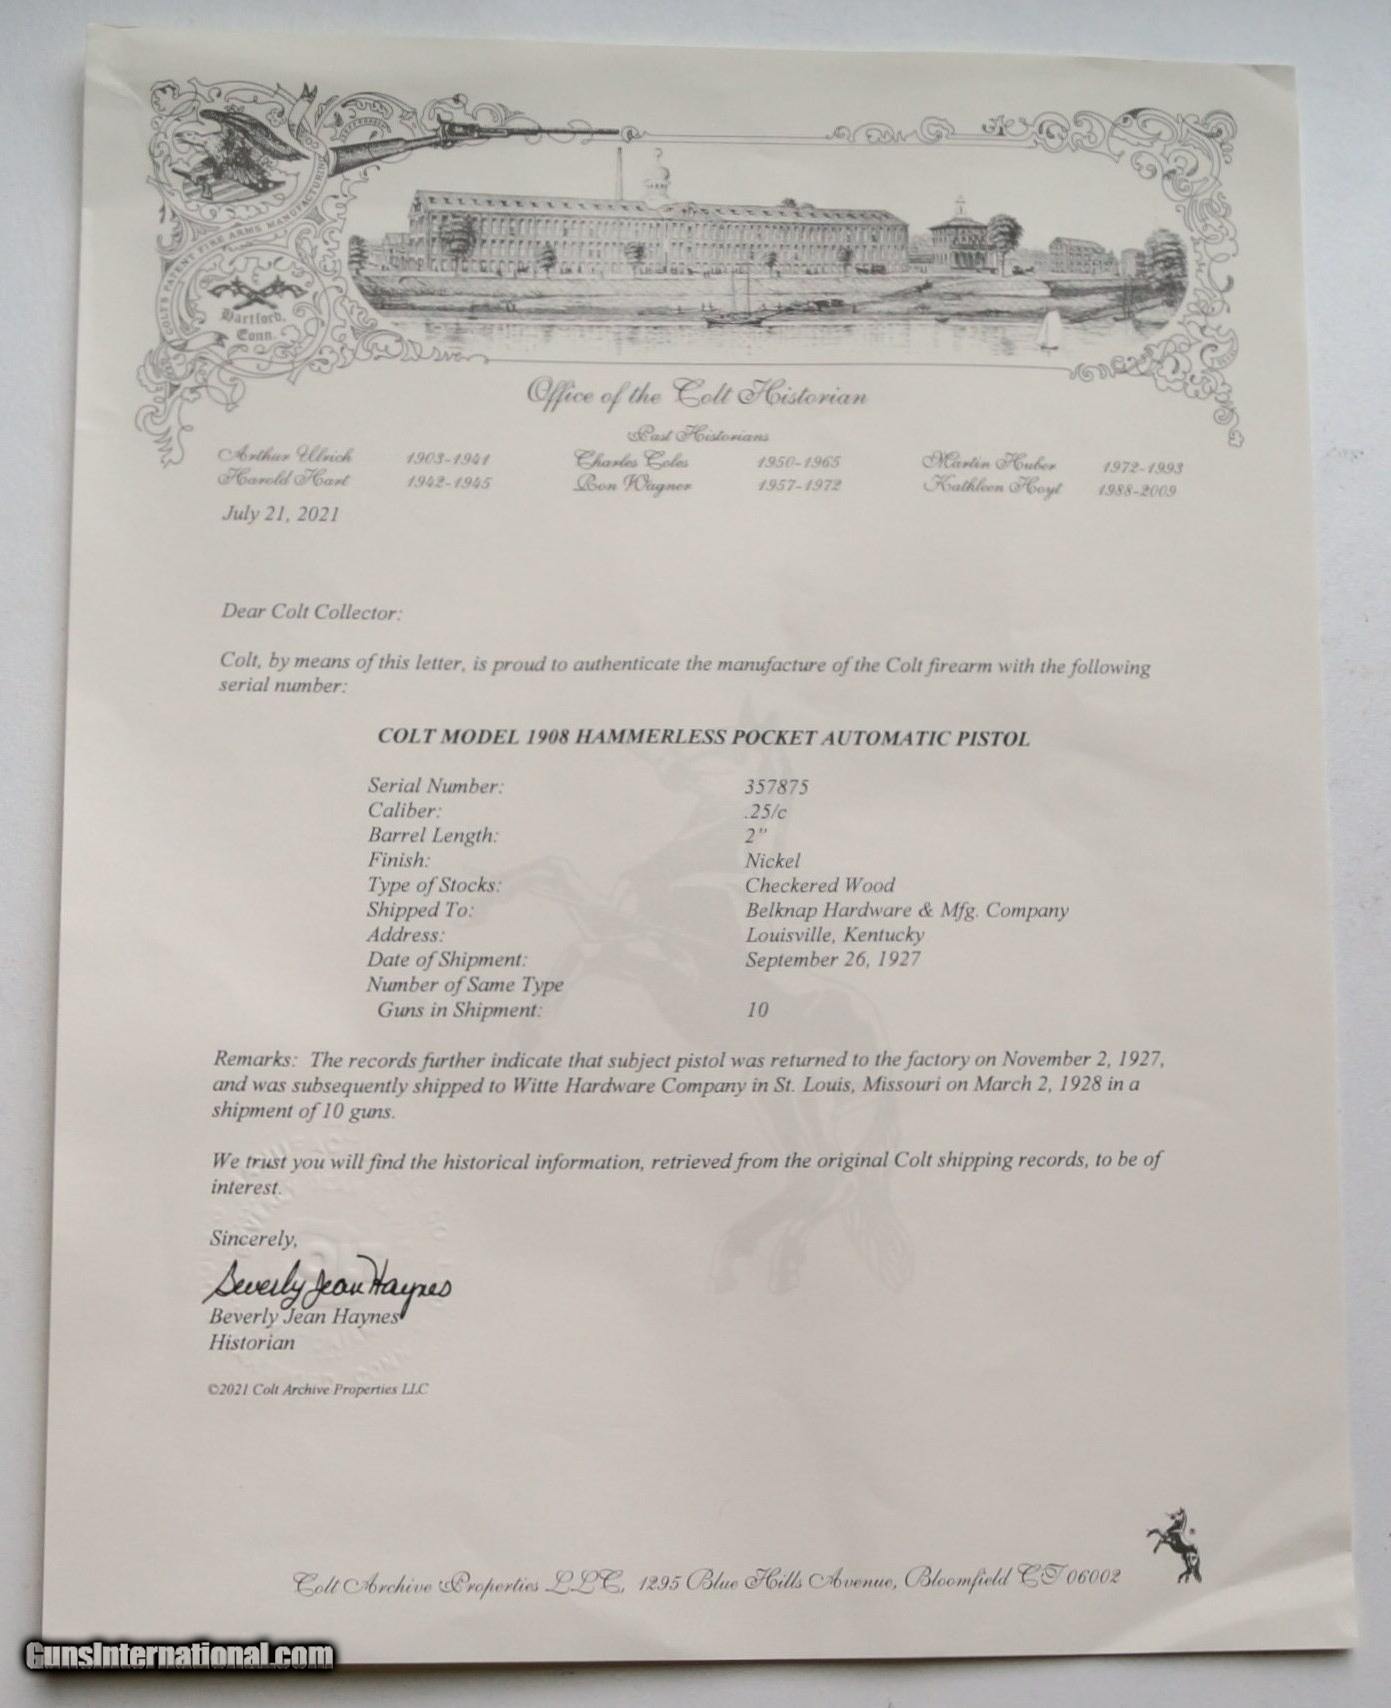 COLT'S PATENT FIRE ARMS MANUFACTURING
Hartford,
Conn.
Office of the Colt Historian
Past Historians
Arthur Ulrich 1903-1941 Charles Coles 1950-1965 Martin Huber 1972-1993
Harold Hart 1942-1945 Ron Wagner 1957-1972 Kathleen Hoyt 1988-2009
July 21, 2021
Dear Colt Collector:
Colt, by means of this letter, is proud to authenticate the manufacture of the Colt firearm with the following
serial number:
COLT MODEL 1908 HAMMERLESS POCKET AUTOMATIC PISTOL
Serial Number: 357875
Caliber: .25/c
Barrel Length: 2"
Finish: Nickel
Type of Stocks: Checkered Wood
Shipped To: Belknap Hardware & Mfg. Company
Address: Louisville, Kentucky
Date of Shipment: September 26, 1927
Number of Same Type
Guns in Shipment: 10
Remarks: The records further indicate that subject pistol was returned to the factory on November 2, 1927,
and was subsequently shipped to Witte Hardware Company in St. Louis, Missouri on March 2, 1928 in a
shipment of 10 guns.
We trust you will find the historical information, retrieved from the original Colt shipping records, to be of
interest.
Sincerely,
Beverly Jean Haynes
Beverly Jean Haynes
Historian
©2021 Colt Archive Properties LLC
Colt Archive Properties LLC, 1295 Blue Hills Avenue, Bloomfield CT 06002
GunsInternational.com